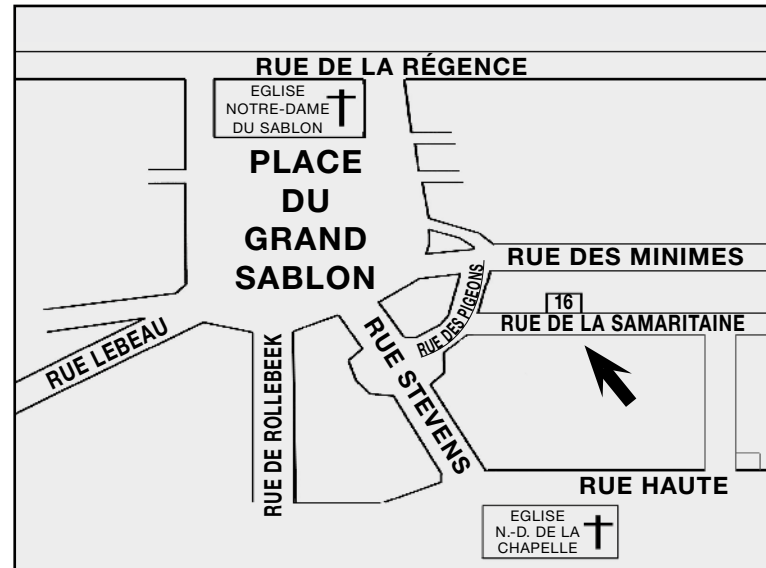 RUE DE LA RÉGENCE
EGLISE
NOTRE-DAME
DU SABLON
PLACE
DU
GRAND
SABLON
RUE DES MINIMES
RUE DES PIGEONS
16
RUE DE LA SAMARITAINE
RUE LEBEAU
RUE DE ROLLEBEEK
RUE STEVENS
RUE HAUTE
EGLISE
N.-D. DE LA
CHAPELLE